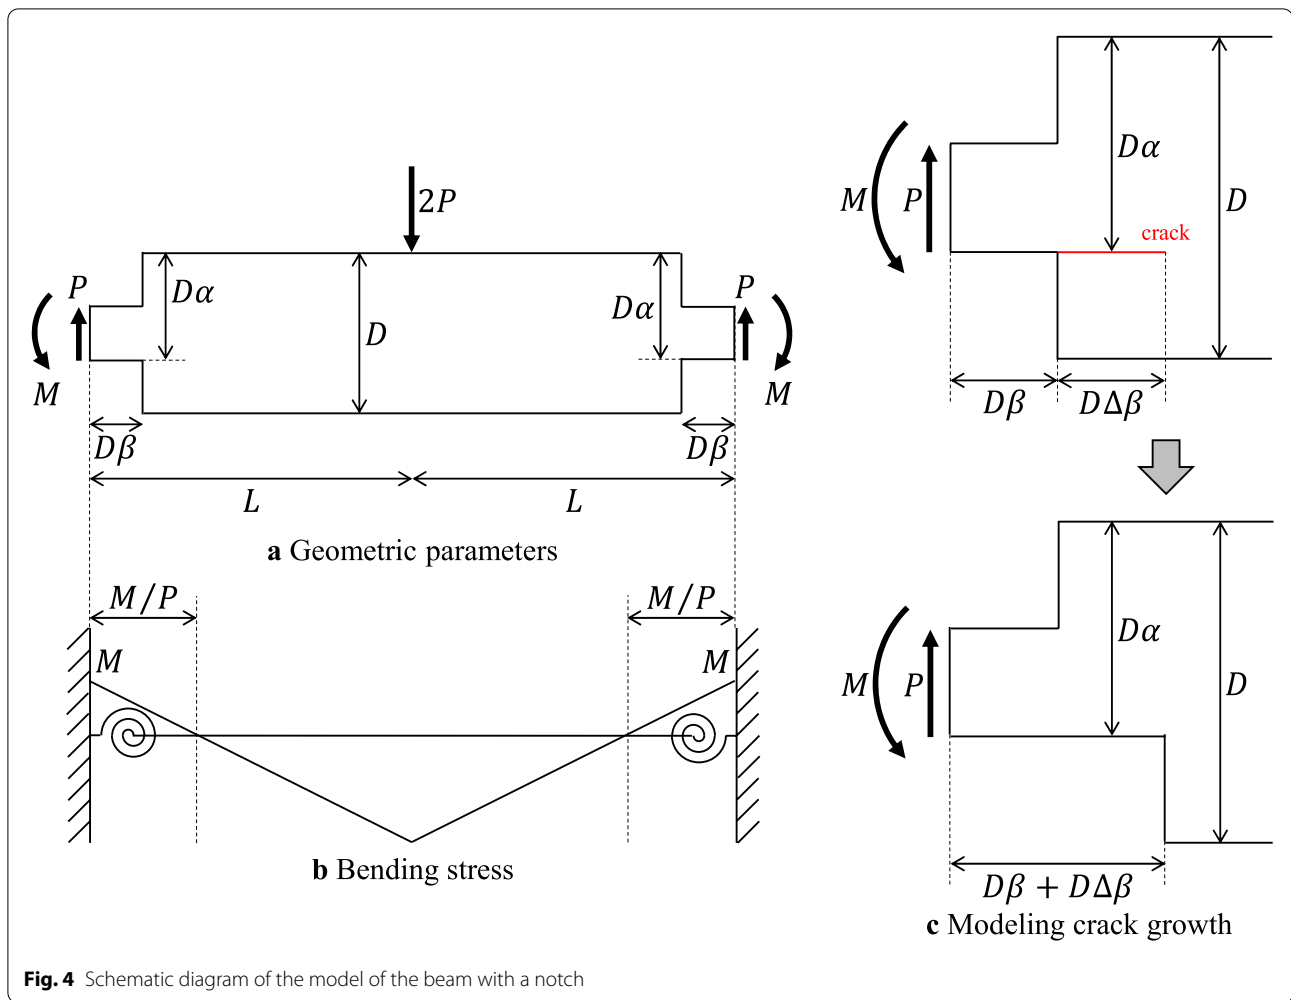 2P
P
Dα
D
Dα
P
M
M
Dβ
Dβ
L
L
a Geometric parameters
M/P
M/P
M
M
b Bending stress
Dα
M
P
D
crack
Dβ
DΔβ
Dα
M
P
D
Dβ + DΔβ
c Modeling crack growth
Fig. 4 Schematic diagram of the model of the beam with a notch